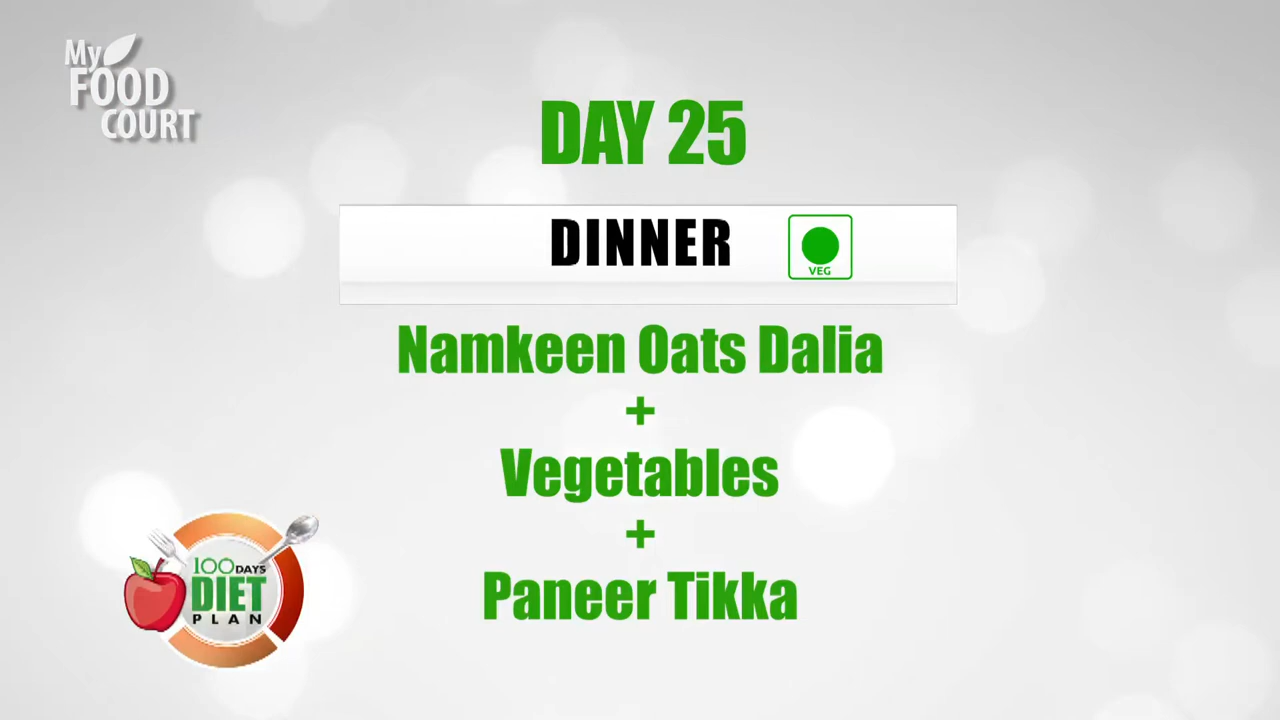 My
FOOD
COURT
DAY 25
DINNER
VEG
Namkeen Oats Dalia
+
Vegetables
+
Paneer Tikka
100 DAYS
DIET
PLAN